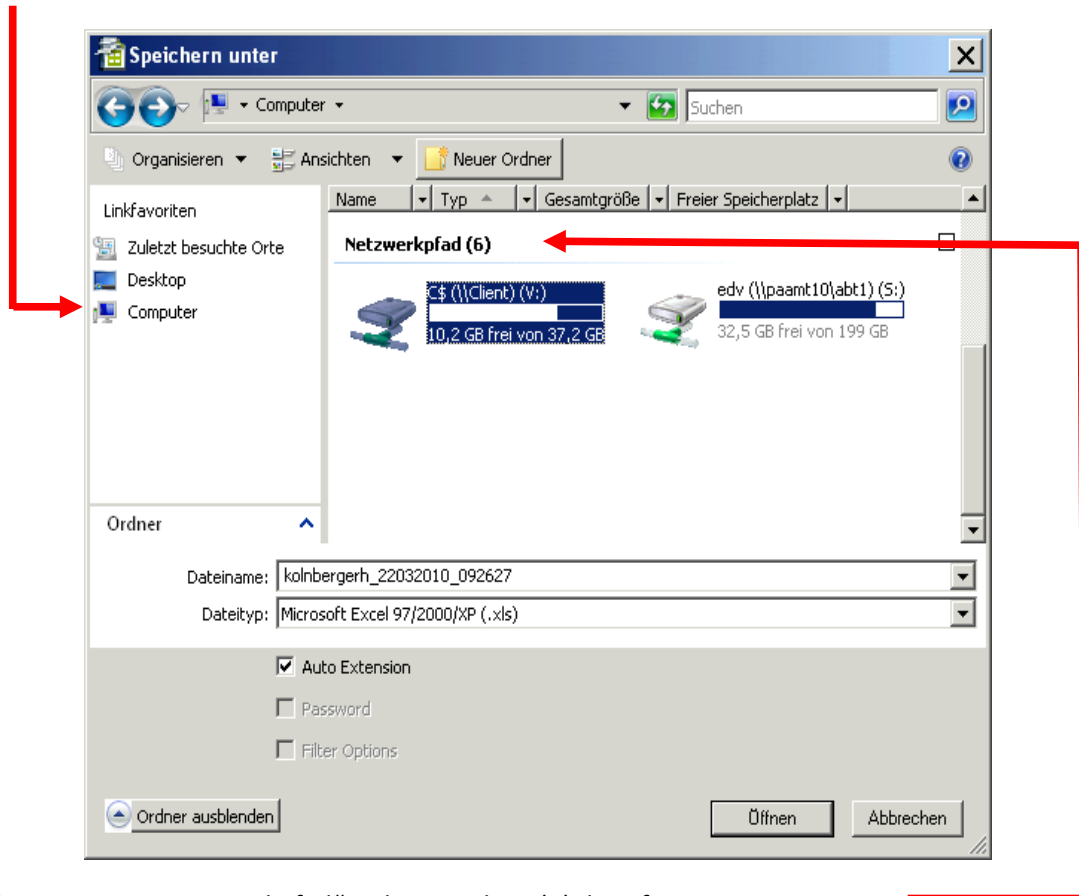 Speichern unter
Computer
Suchen
Organisieren Ansichten Neuer Ordner
Name Typ Gesamtgröße Freier Speicherplatz
Linkfavoriten
Zuletzt besuchte Orte
Desktop
Computer
Netzwerkpfad (6)
C$ (\\Client) (V:)
10,2 GB frei von 37,2 GB
edv (\\paamt10\abt1) (S:)
32,5 GB frei von 199 GB
Ordner
Dateiname: kolnbergerh_22032010_092627
Dateityp: Microsoft Excel 97/2000/XP (.xls)
Auto Extension
Password
Filter Options
Ordner ausblenden
Öffnen Abbrechen